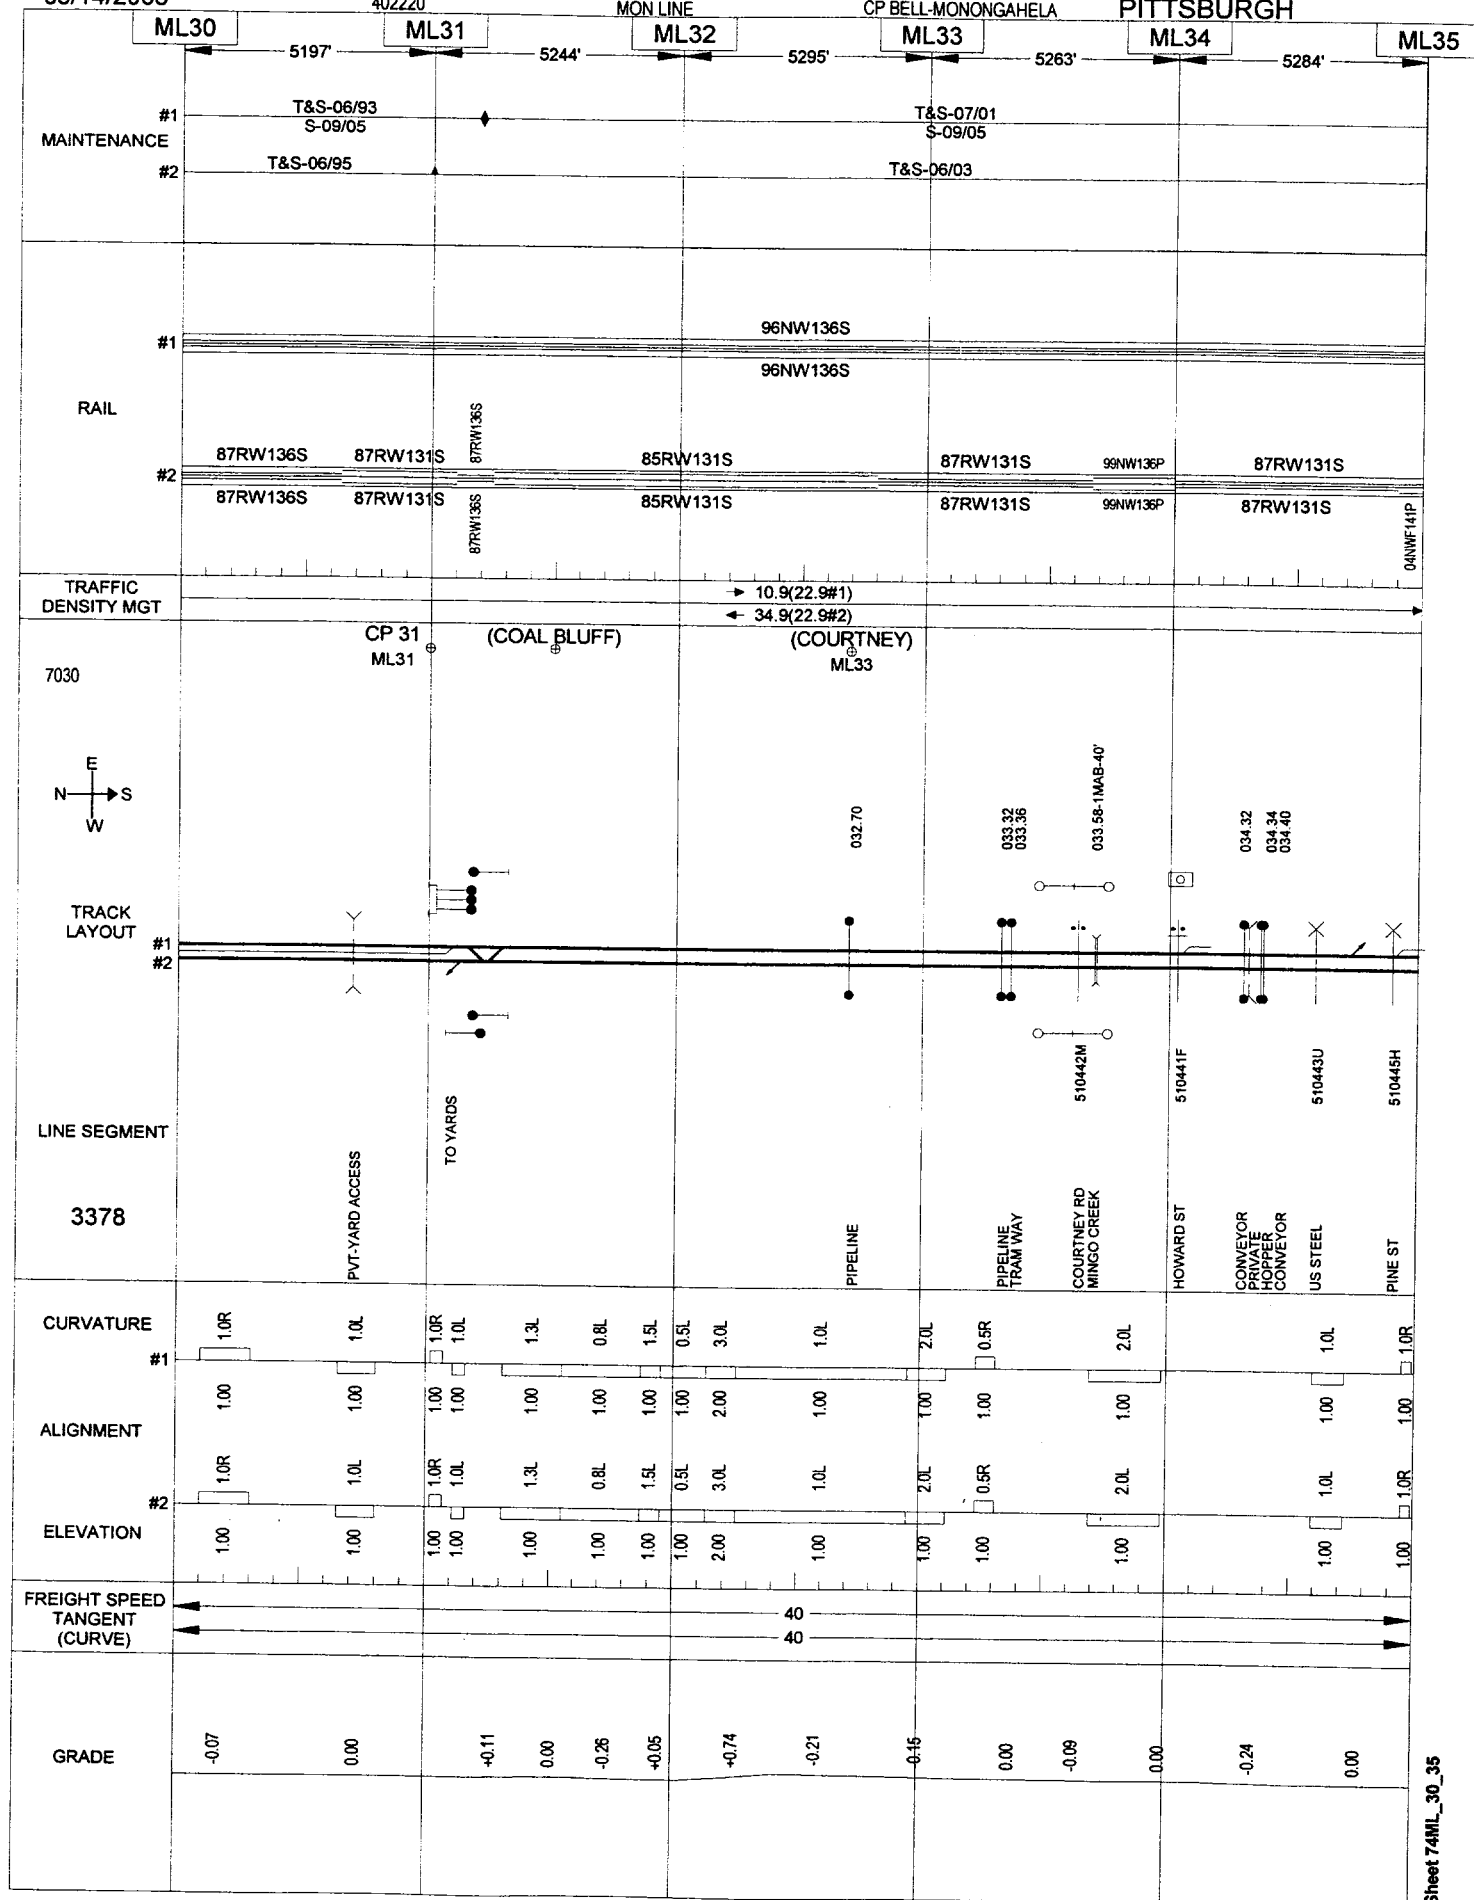 402220 MON LINE CP BELL-MONONGAHELA PITTSBURGH
ML30 ML31 ML32 ML33 ML34 ML35
5197' 5244' 5295' 5263' 5284'
MAINTENANCE
#1 T&S-06/93 T&S-07/01
S-09/05 S-09/05
#2 T&S-06/95 T&S-06/03
RAIL
#1 96NW136S
96NW136S
#2 87RW136S 87RW131S 87RW136S 85RW131S 87RW131S 99NW136P 87RW131S
87RW136S 87RW131S 87RW136S 85RW131S 87RW131S 99NW136P 87RW131S 04NWF141P
TRAFFIC
DENSITY MGT
10.9(22.9#1)
34.9(22.9#2)
CP 31 (COAL BLUFF) (COURTNEY)
ML31 ML33
7030
E
N S
W
032.70
033.32
033.36
033.58-1MAB-40'
034.32
034.34
034.40
TRACK
LAYOUT
#1
#2
510442M 510441F 510443U 510445H
LINE SEGMENT
3378
PVT-YARD ACCESS
TO YARDS
PIPELINE
PIPELINE
TRAM WAY
COURTNEY RD
MINGO CREEK
HOWARD ST
CONVEYOR
PRIVATE
HOPPER
CONVEYOR
US STEEL
PINE ST
CURVATURE
1.0R 1.0L 1.0R 1.0L 1.3L 0.8L 1.5L 0.5L 3.0L 1.0L 2.0L 0.5R 2.0L 1.0L 1.0R
#1
1.00 1.00 1.00 1.00 1.00 1.00 1.00 1.00 2.00 1.00 1.00 1.00 1.00 1.00 1.00
ALIGNMENT
1.0R 1.0L 1.0R 1.0L 1.3L 0.8L 1.5L 0.5L 3.0L 1.0L 2.0L 0.5R 2.0L 1.0L 1.0R
#2
ELEVATION
1.00 1.00 1.00 1.00 1.00 1.00 1.00 1.00 2.00 1.00 1.00 1.00 1.00 1.00 1.00
FREIGHT SPEED
TANGENT
(CURVE)
40
40
GRADE
-0.07 0.00 +0.11 0.00 -0.26 +0.05 +0.74 -0.21 -0.15 0.00 -0.09 0.00 -0.24 0.00
Sheet 74ML_30_35